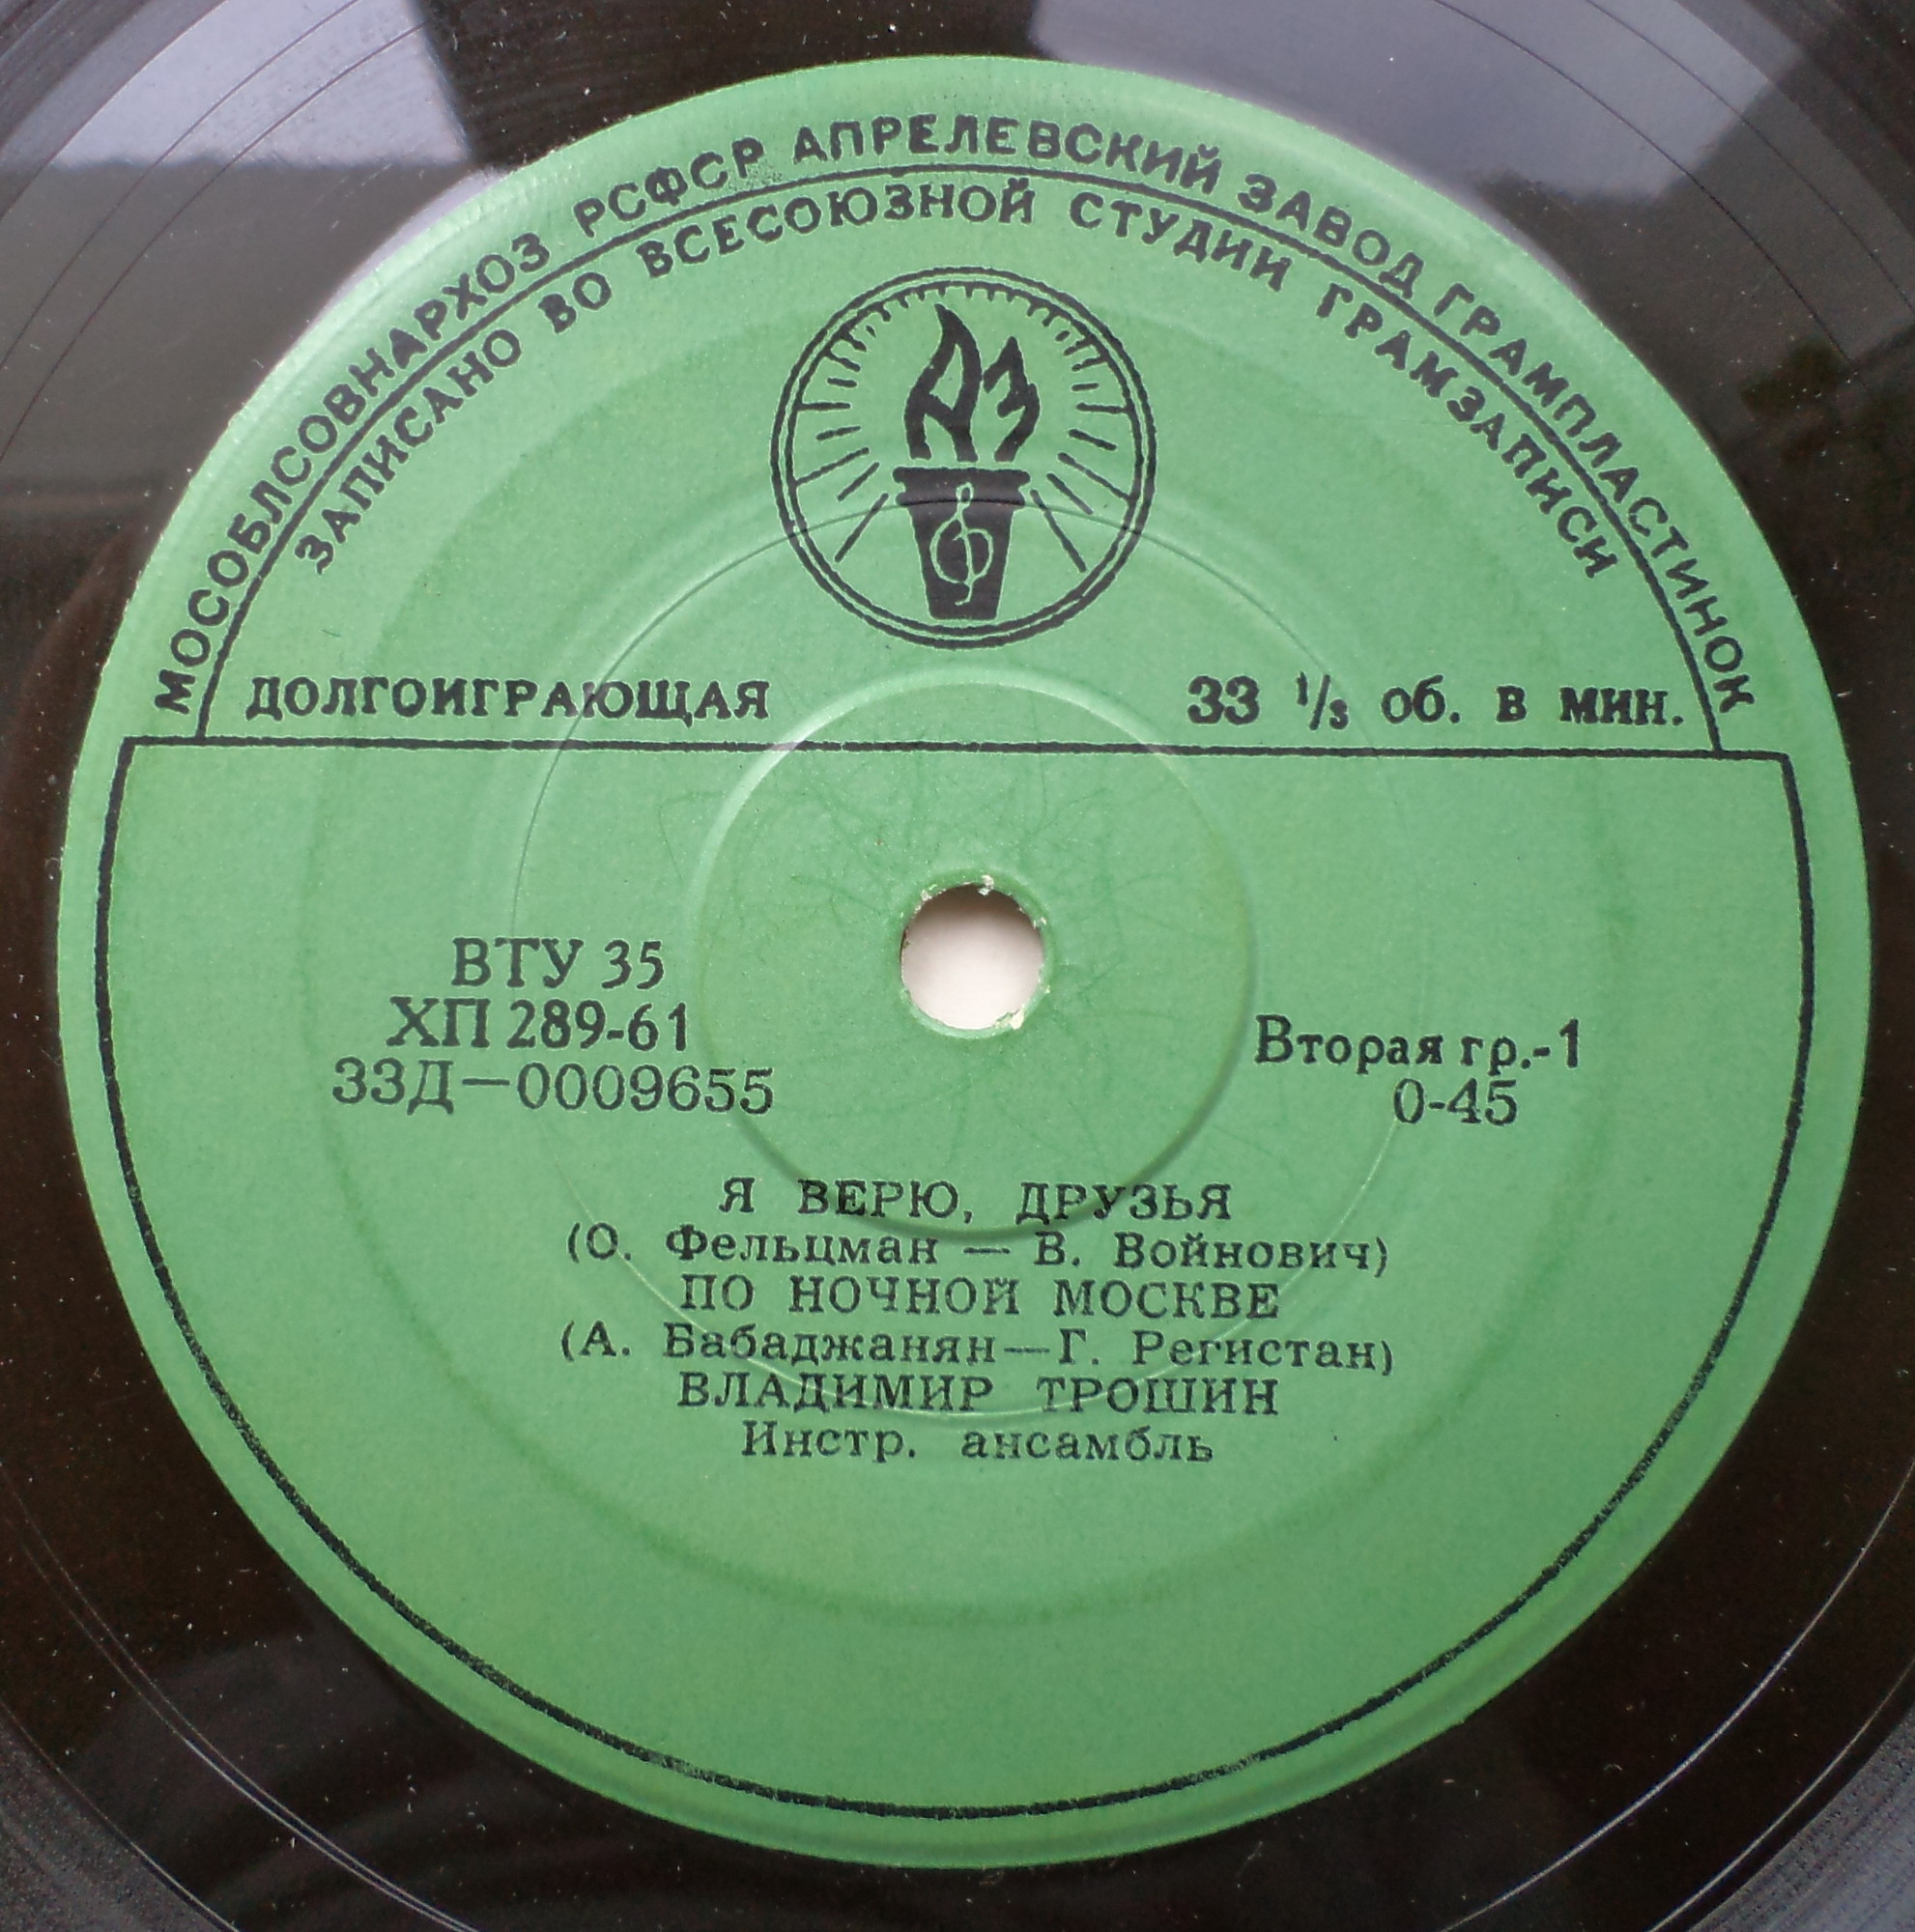 МОСОБЛСОВНАРХОЗ РСФСР АПРЕЛЕВСКИЙ ЗАВОД ГРАМПЛАСТИНОК
ЗАПИСАНО ВО ВСЕСОЮЗНОЙ СТУДИИ ГРАМЗАПИСИ
АЗ
ДОЛГОИГРАЮЩАЯ 33 1/3 об. в мин.
ВТУ 35
ХП 289-61
33Д—0009655
Вторая гр.-1
0-45
Я ВЕРЮ, ДРУЗЬЯ
(О. Фельцман — В. Войнович)
ПО НОЧНОЙ МОСКВЕ
(А. Бабаджанян—Г. Регистан)
ВЛАДИМИР ТРОШИН
Инстр. ансамбль